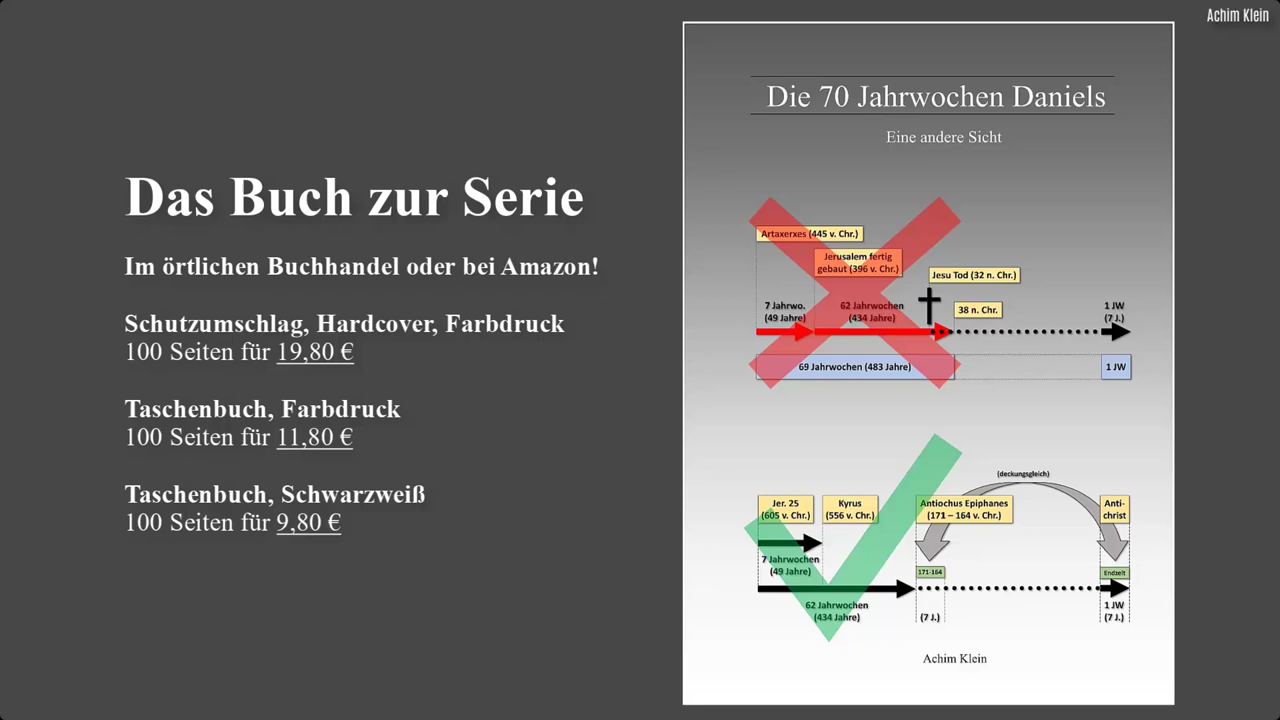 Achim Klein
Das Buch zur Serie
Im örtlichen Buchhandel oder bei Amazon!
Schutzumschlag, Hardcover, Farbdruck
100 Seiten für 19,80 €
Taschenbuch, Farbdruck
100 Seiten für 11,80 €
Taschenbuch, Schwarzweiß
100 Seiten für 9,80 €
Die 70 Jahrwochen Daniels
Eine andere Sicht
Artaxerxes (445 v. Chr.)
Jerusalem fertig
gebaut (396 v. Chr.)
Jesu Tod (32 n. Chr.)
38 n. Chr.
7 Jahrwo.
(49 Jahre)
62 Jahrwochen
(434 Jahre)
1 JW
(7 J.)
69 Jahrwochen (483 Jahre)
1 JW
(deckungsgleich)
Jer. 25
(605 v. Chr.)
Kyrus
(556 v. Chr.)
Antiochus Epiphanes
(171 – 164 v. Chr.)
Anti-
christ
7 Jahrwochen
(49 Jahre)
171-164
Endzeit
62 Jahrwochen
(434 Jahre)
(7 J.)
1 JW
(7 J.)
Achim Klein